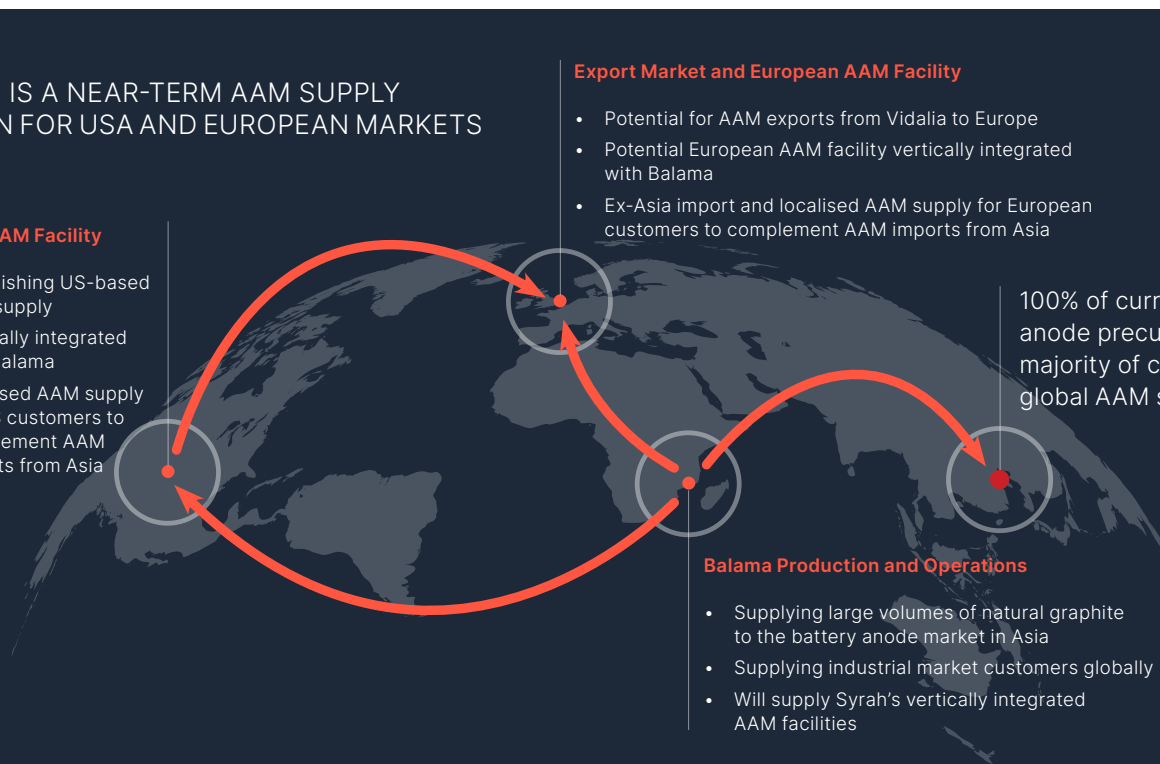 IS A NEAR-TERM AAM SUPPLY
N FOR USA AND EUROPEAN MARKETS
AAM Facility
ishing US-based
supply
ally integrated
alama
sed AAM supply
customers to
ement AAM
ts from Asia
Export Market and European AAM Facility
• Potential for AAM exports from Vidalia to Europe
• Potential European AAM facility vertically integrated
with Balama
• Ex-Asia import and localised AAM supply for European
customers to complement AAM imports from Asia
100% of curr
anode precu
majority of c
global AAM s
Balama Production and Operations
• Supplying large volumes of natural graphite
to the battery anode market in Asia
• Supplying industrial market customers globally
• Will supply Syrah’s vertically integrated
AAM facilities